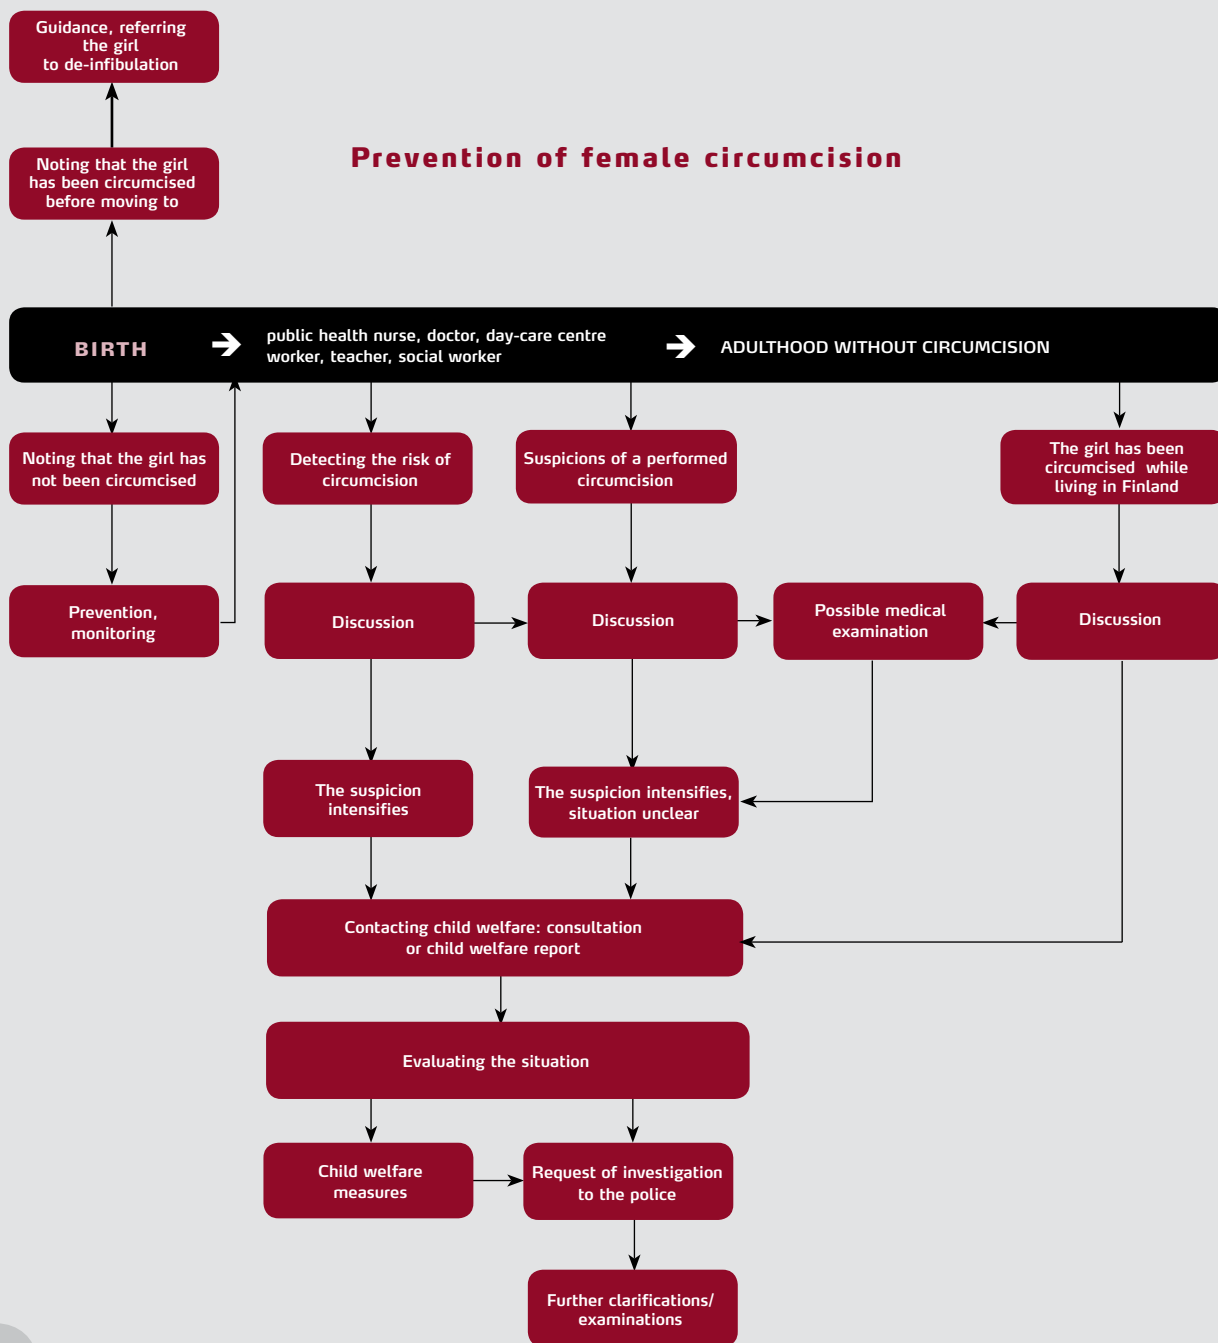 Guidance, referring
the girl
to de-infibulation
Prevention of female circumcision
Noting that the girl
has been circumcised
before moving to
BIRTH
public health nurse, doctor, day-care centre
worker, teacher, social worker
ADULTHOOD WITHOUT CIRCUMCISION
Noting that the girl has
not been circumcised
Detecting the risk of
circumcision
Suspicions of a performed
circumcision
The girl has been
circumcised while
living in Finland
Prevention,
monitoring
Discussion
Discussion
Possible medical
examination
Discussion
The suspicion
intensifies
The suspicion intensifies,
situation unclear
Contacting child welfare: consultation
or child welfare report
Evaluating the situation
Child welfare
measures
Request of investigation
to the police
Further clarifications/
examinations